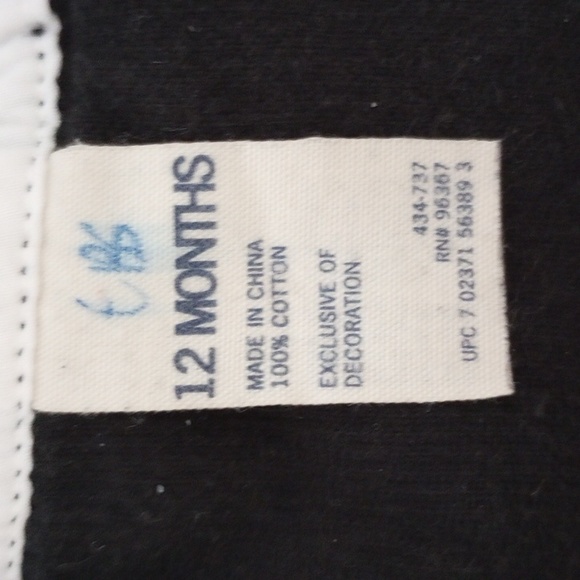 12 MONTHS
MADE IN CHINA
100% COTTON
EXCLUSIVE OF
DECORATION
434-737
RN# 96367
UPC 7 02371 56389 3